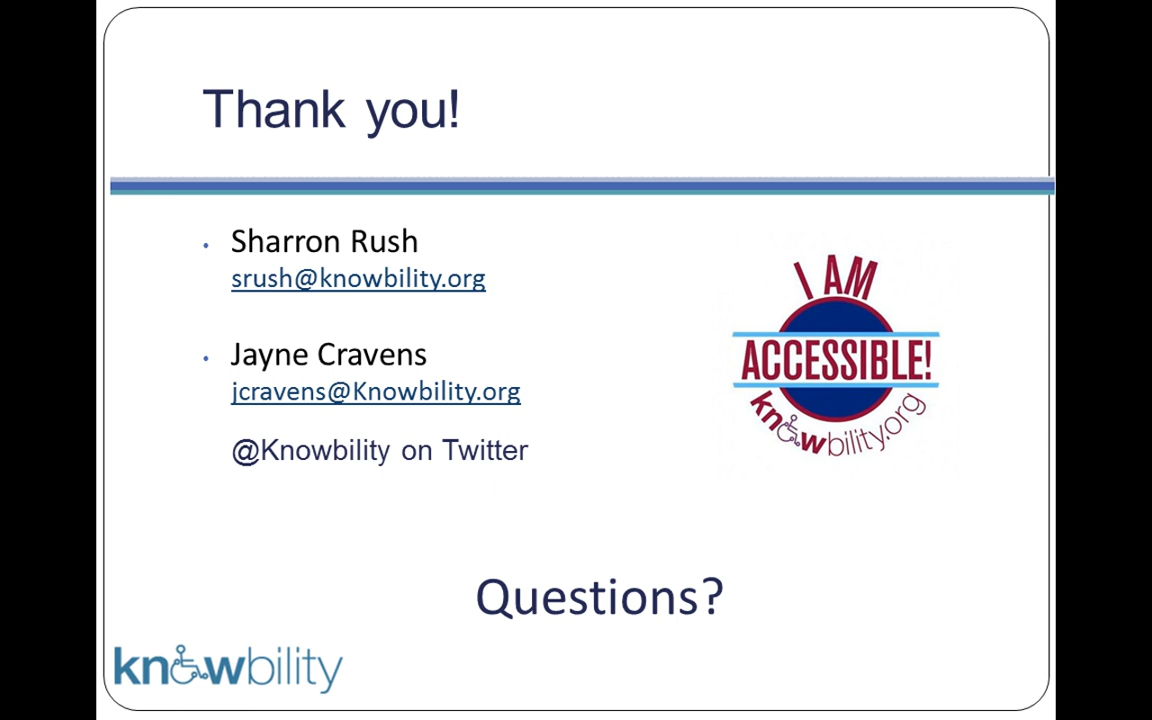 Thank you!
• Sharron Rush
srush@knowbility.org
• Jayne Cravens
jcravens@Knowbility.org
@Knowbility on Twitter
I AM
ACCESSIBLE!
knowbility.org
Questions?
knowbility